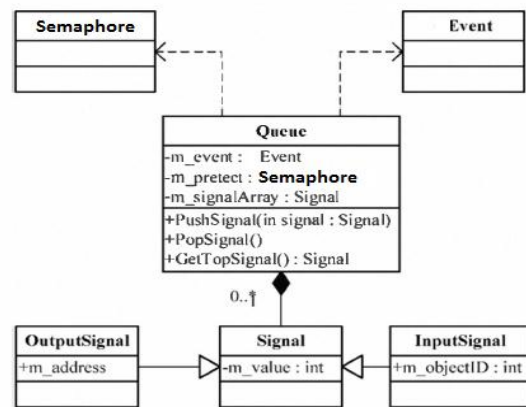 Semaphore
Event
Queue
-m_event : Event
-m_pretect : Semaphore
-m_signalArray : Signal
+PushSignal(in signal : Signal)
+PopSignal()
+GetTopSignal() : Signal
0..*
OutputSignal
+m_address
Signal
-m_value : int
InputSignal
+m_objectID : int